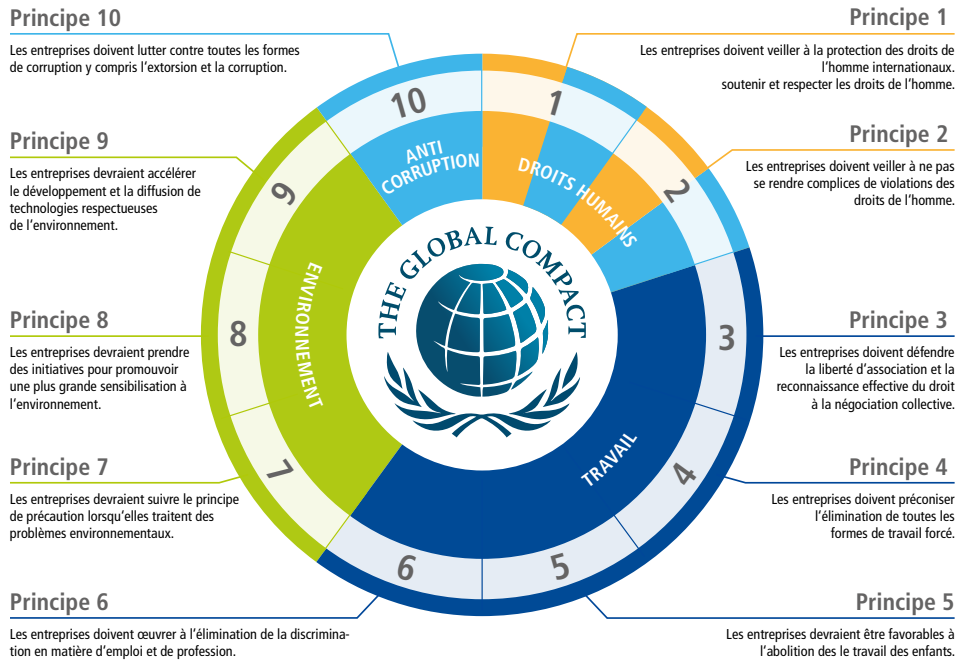 Principe 10
Les entreprises doivent lutter contre toutes les formes
de corruption y compris l'extorsion et la corruption.
Principe 9
Les entreprises devraient accélérer
le développement et la diffusion de
technologies respectueuses
de l'environnement.
Principe 8
Les entreprises devraient prendre
des initiatives pour promouvoir
une plus grande sensibilisation à
l'environnement.
Principe 7
Les entreprises devraient suivre le principe
de précaution lorsqu'elles traitent des
problèmes environnementaux.
Principe 6
Les entreprises doivent œuvrer à l'élimination de la discrimina-
tion en matière d'emploi et de profession.
Principe 1
Les entreprises doivent veiller à la protection des droits de
l'homme internationaux.
soutenir et respecter les droits de l'homme.
Principe 2
Les entreprises doivent veiller à ne pas
se rendre complices de violations des
droits de l'homme.
Principe 3
Les entreprises doivent défendre
la liberté d'association et la
reconnaissance effective du droit
à la négociation collective.
Principe 4
Les entreprises doivent préconiser
l'élimination de toutes les
formes de travail forcé.
Principe 5
Les entreprises devraient être favorables à
l'abolition des le travail des enfants.
10
1
2
3
4
5
6
7
8
9
ANTI
CORRUPTION
DROITS HUMAINS
TRAVAIL
ENVIRONNEMENT
THE GLOBAL COMPACT